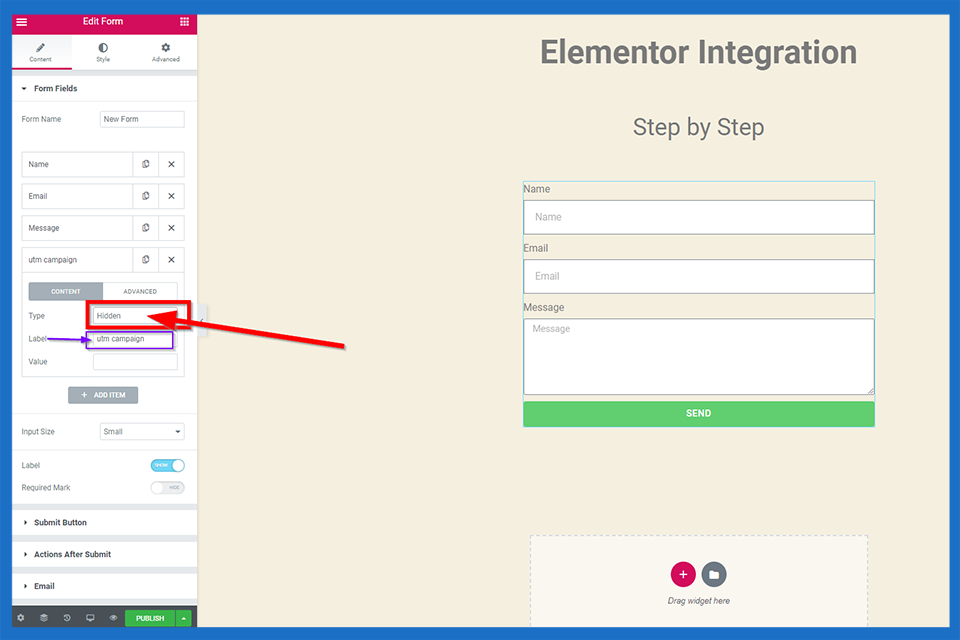 Edit Form
Content
Style
Advanced
Form Fields
Form Name
New Form
Name
Email
Message
utm campaign
CONTENT
ADVANCED
Type
Hidden
Label
utm campaign
Value
ADD ITEM
Input Size
Small
Label
SHOW
Required Mark
HIDE
Submit Button
Actions After Submit
Email
PUBLISH
Elementor Integration
Step by Step
Name
Name
Email
Email
Message
Message
SEND
Drag widget here